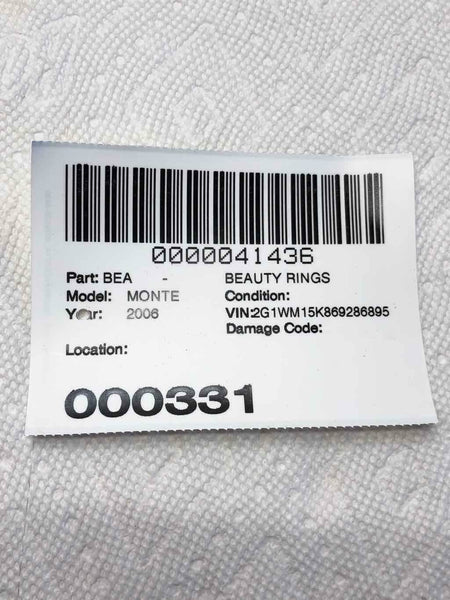 0000041436
Part: BEA - BEAUTY RINGS
Model: MONTE Condition:
Year: 2006 VIN:2G1WM15K869286895
Damage Code:
Location:
000331